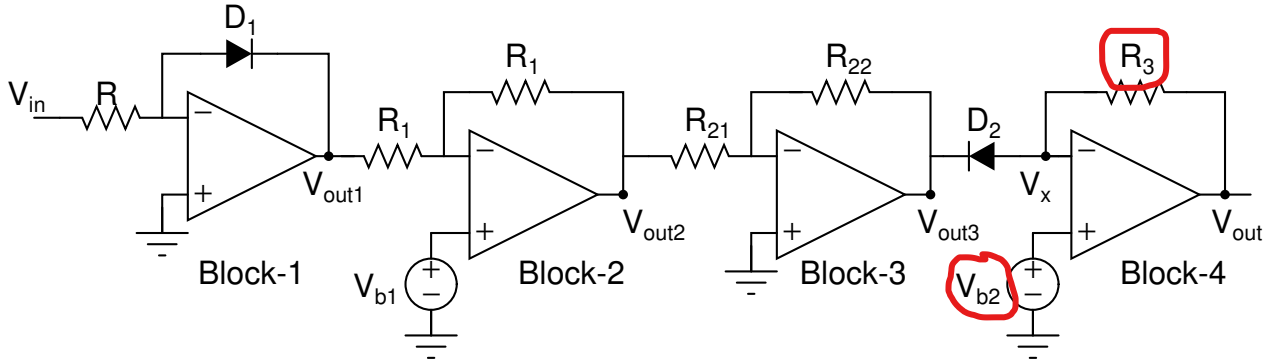 D1
R1
R22
R3
Vin
R
R1
R21
D2
−
−
−
−
+
+
+
+
Vout1
Vout2
Vout3
Vx
Vout
Vb1
+
−
Vb2
+
−
Block-1
Block-2
Block-3
Block-4